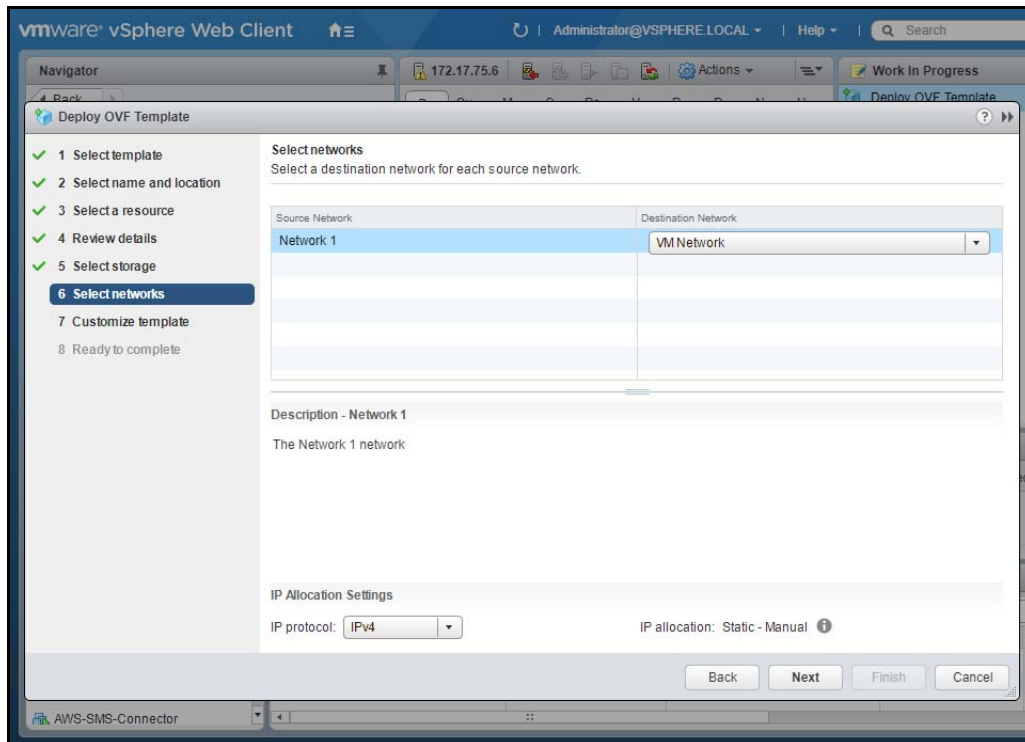 vmware® vSphere Web Client
Administrator@VSPHERE.LOCAL
Help
Search
Navigator
172.17.75.6
Actions
Work In Progress
Back
Deploy OVF Template
Deploy OVF Template
1 Select template
2 Select name and location
3 Select a resource
4 Review details
5 Select storage
6 Select networks
7 Customize template
8 Ready to complete
Select networks
Select a destination network for each source network.
Source Network
Destination Network
Network 1
VM Network
Description - Network 1
The Network 1 network
IP Allocation Settings
IP protocol: IPv4
IP allocation: Static - Manual
Back
Next
Finish
Cancel
AWS-SMS-Connector